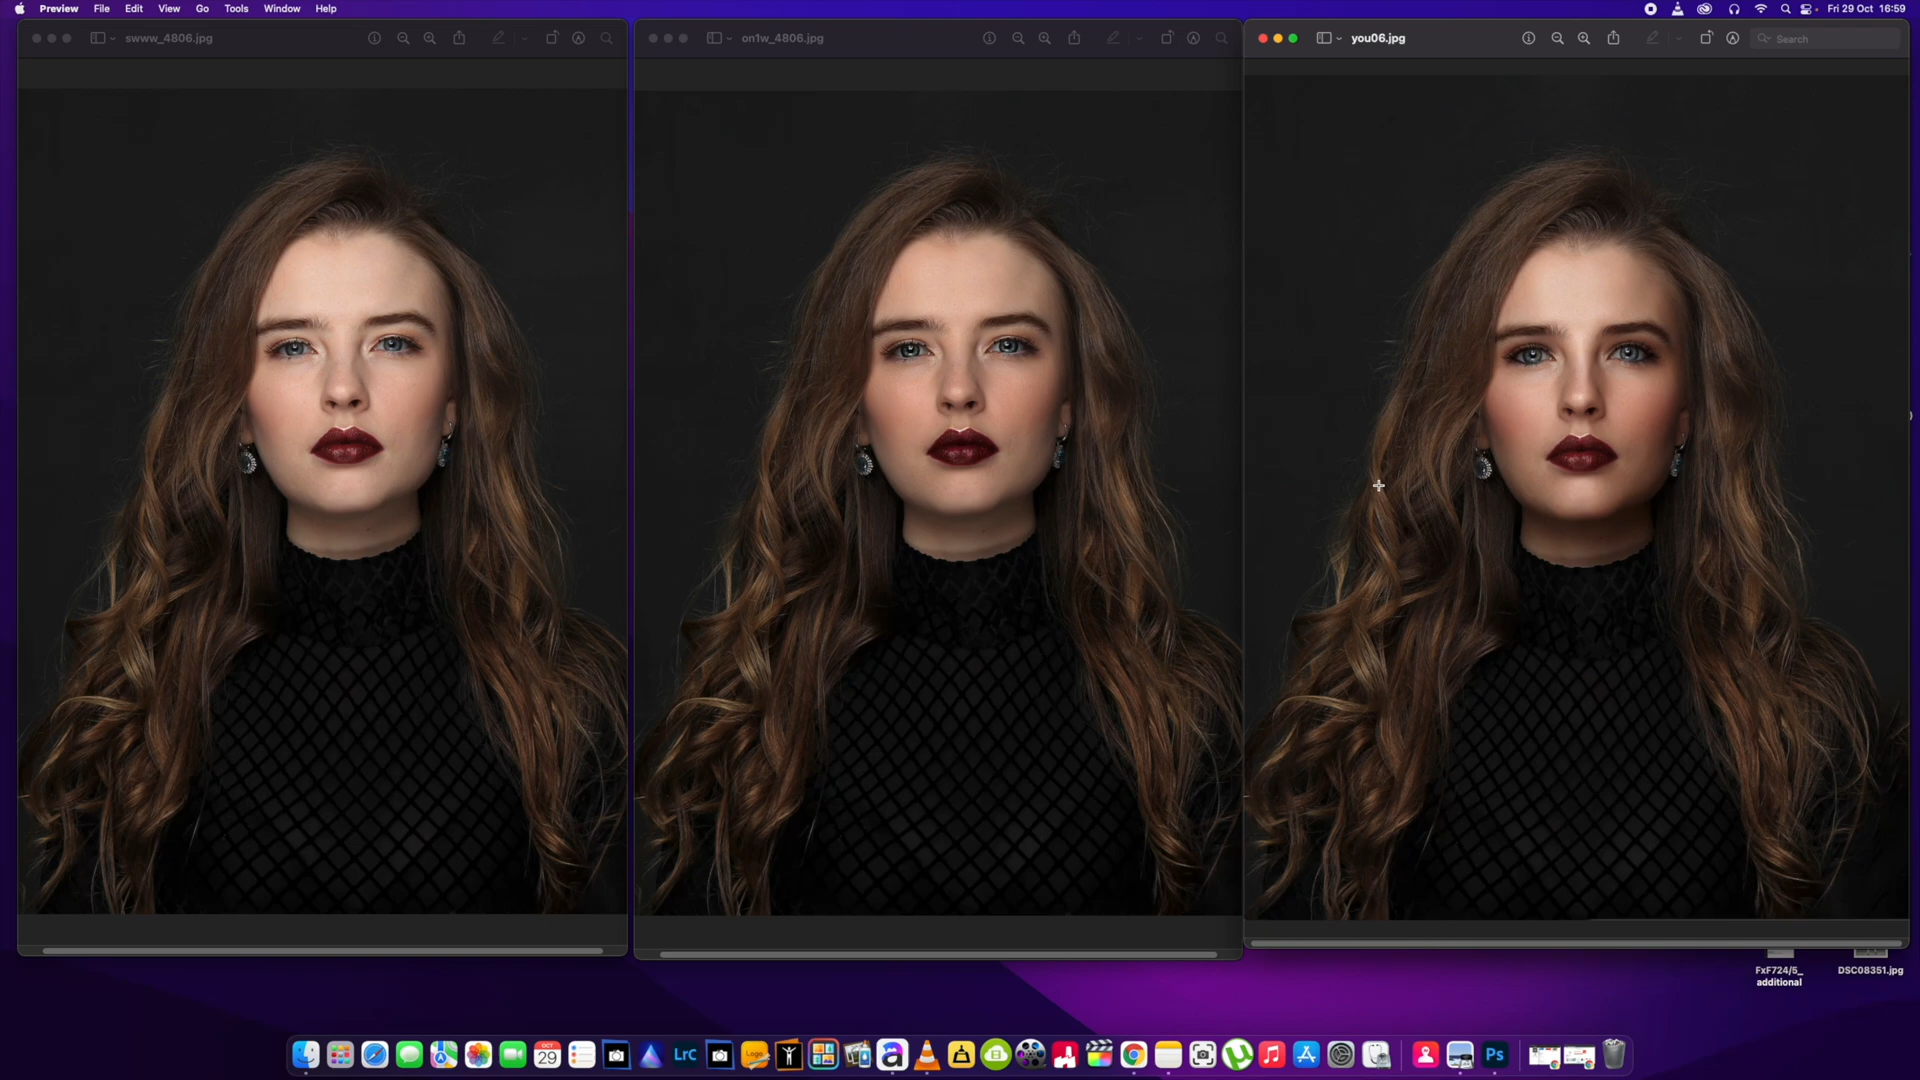 Preview File Edit View Go Tools Window Help
Fri 29 Oct 16:59
swww_4806.jpg
on1w_4806.jpg
you06.jpg
Search
FxF724/5_
additional
DSC08351.jpg
OCT
29
LrC
Ps